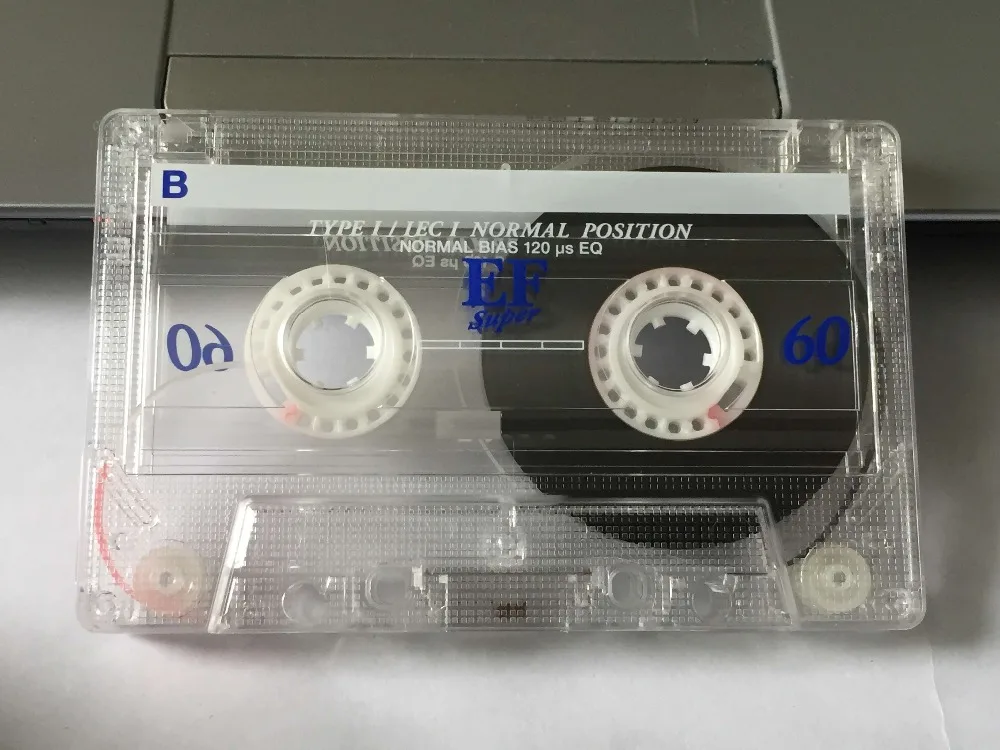 B
TYPE I / IEC I NORMAL POSITION
NORMAL BIAS 120 µs EQ
EF
Super
60
60